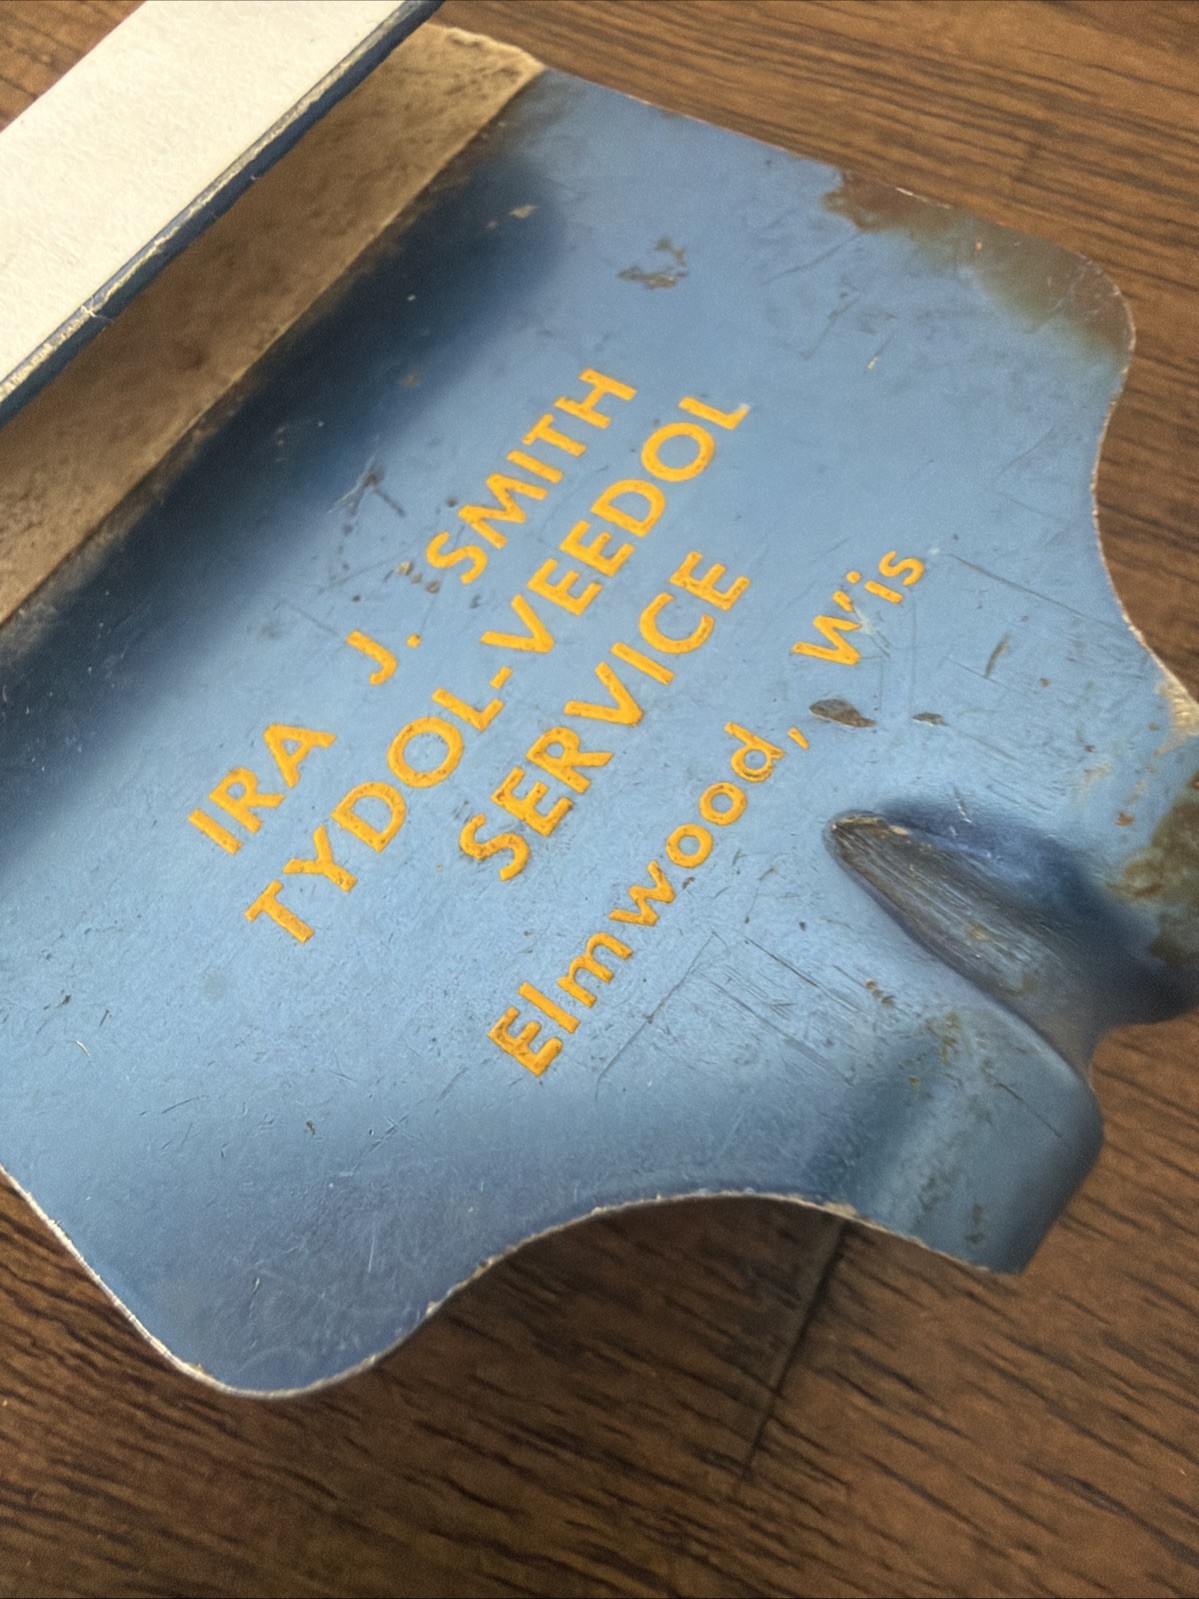 IRA J. SMITH
TYDOL-VEEDOL
SERVICE
Elmwood, Wis